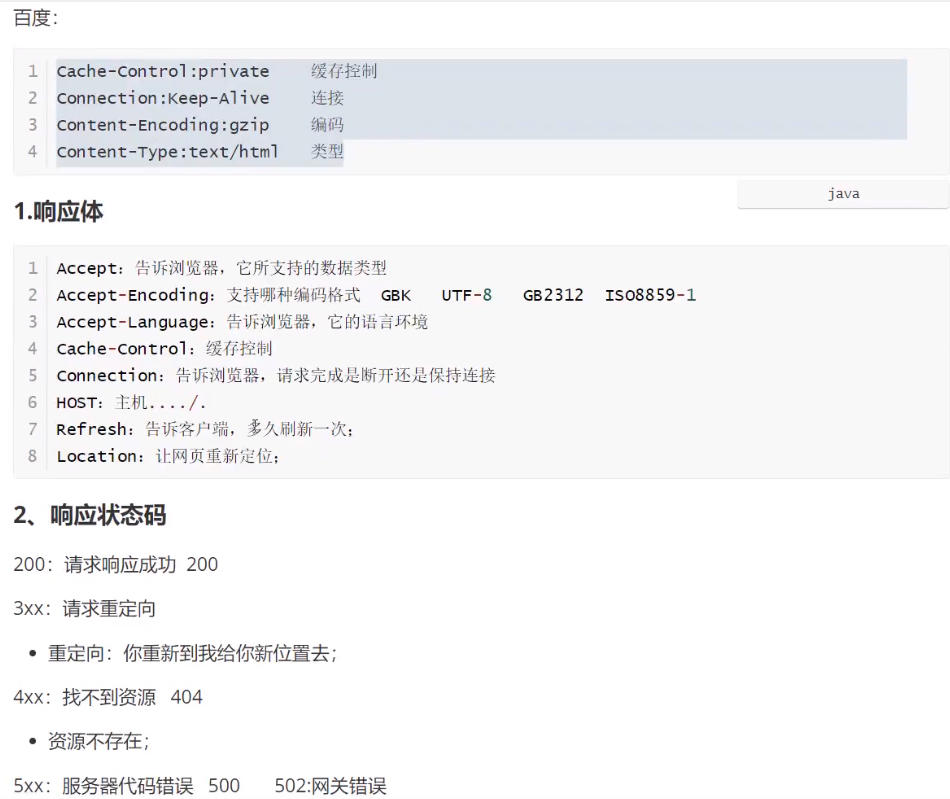 百度：
1 Cache-Control:private    缓存控制
2 Connection:Keep-Alive    连接
3 Content-Encoding:gzip    编码
4 Content-Type:text/html   类型
java
1.响应体
1 Accept：告诉浏览器，它所支持的数据类型
2 Accept-Encoding：支持哪种编码格式  GBK   UTF-8   GB2312  ISO8859-1
3 Accept-Language：告诉浏览器，它的语言环境
4 Cache-Control：缓存控制
5 Connection：告诉浏览器，请求完成是断开还是保持连接
6 HOST：主机..../.
7 Refresh：告诉客户端，多久刷新一次；
8 Location：让网页重新定位；
2、响应状态码
200：请求响应成功  200
3xx：请求重定向
• 重定向：你重新到我给你新位置去；
4xx：找不到资源   404
• 资源不存在；
5xx：服务器代码错误   500      502:网关错误